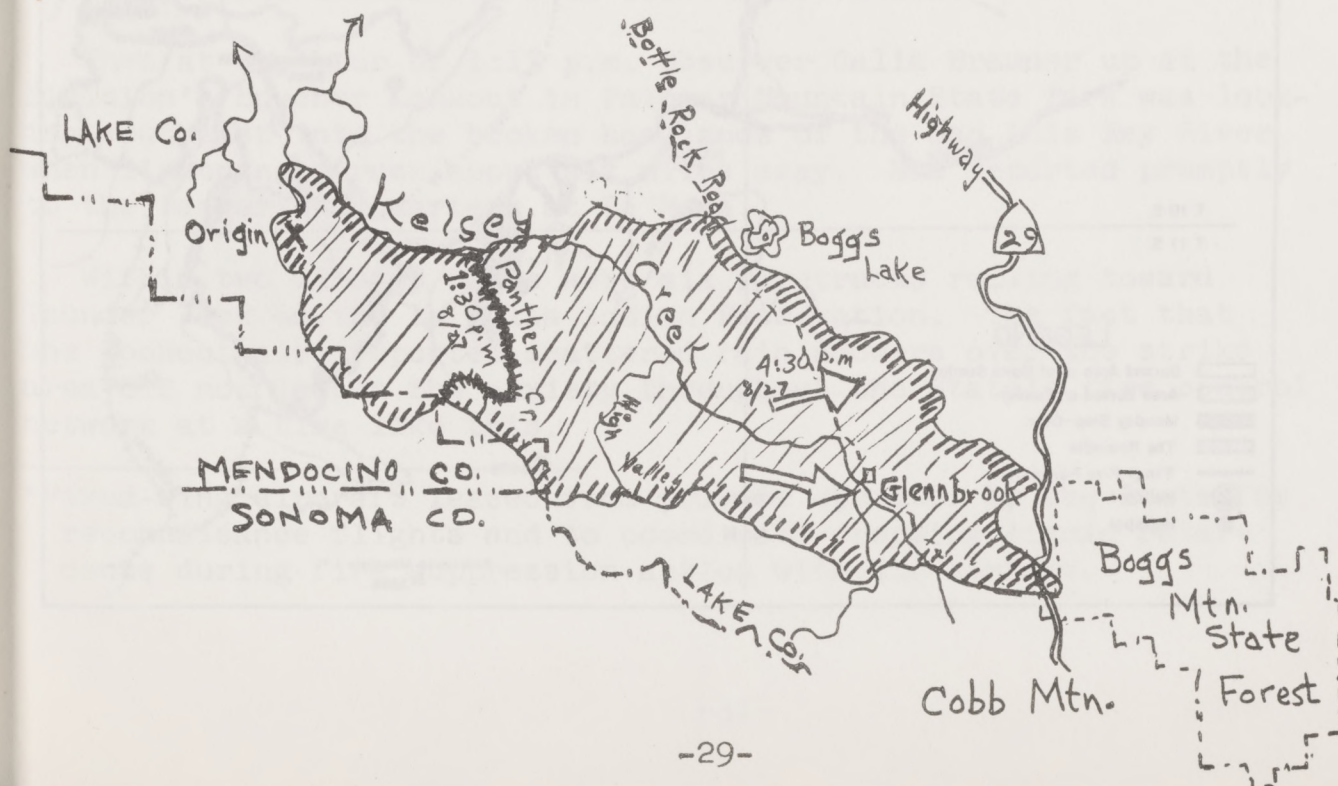 Bottle Rock Road
Highway
29
LAKE Co.
Kelsey
Creek
Origin
X
Boggs
Lake
Panther Cr.
1:30 p.m
8/27
4:30 p.m
8/27
High
Valley
Glennbrook
MENDOCINO CO.
SONOMA CO.
LAKE Co.
Boggs
Mtn.
State
Forest
Cobb Mtn.
-29-